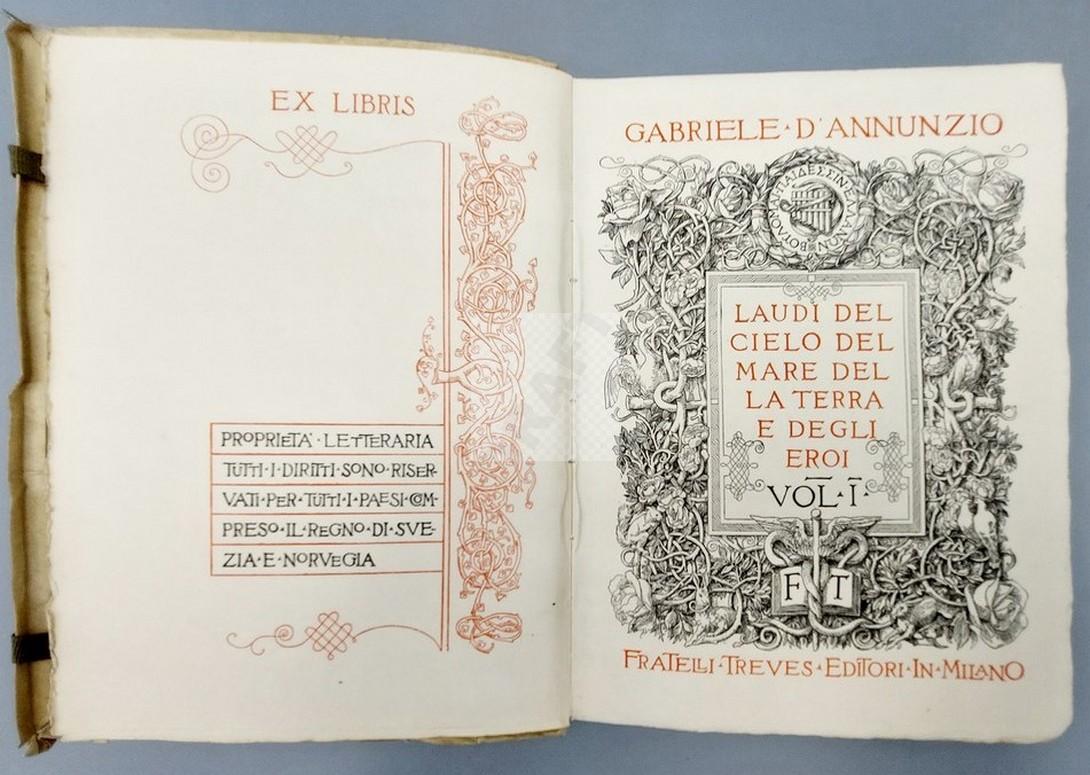 EX LIBRIS
PROPRIETA'·LETTERARIA
TUTTI·I·DIRITTI·SONO·RISER-
VATI·PER·TUTTI·I·PAESI·COM-
PRESO·IL·REGNO·DI·SVE-
ZIA·E·NORVEGIA
GABRIELE·D'ANNUNZIO
LAUDI DEL
CIELO DEL
MARE DEL
LA TERRA
E DEGLI
EROI
VOL·I·
F T
FRATELLI·TREVES·EDITORI·IN·MILANO